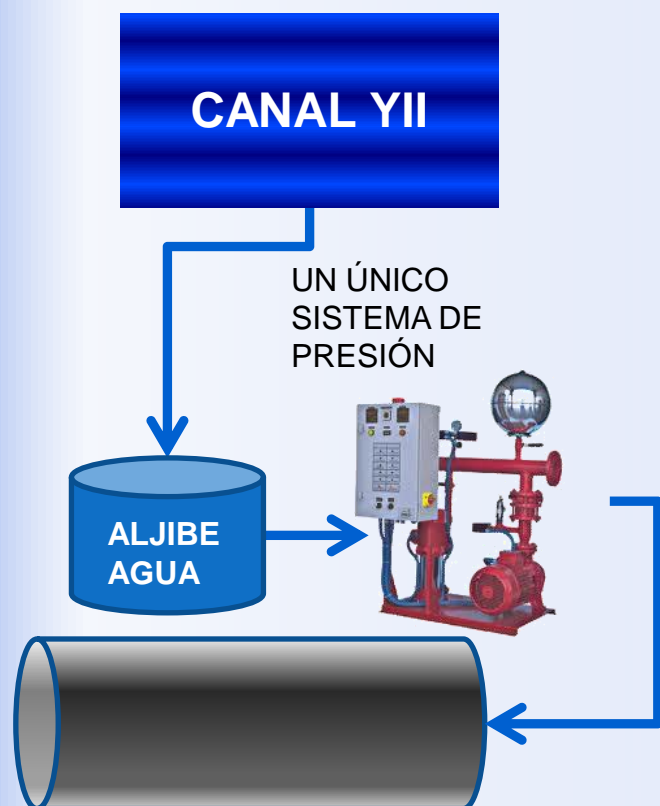 CANAL YII
UN ÚNICO
SISTEMA DE
PRESIÓN
ALJIBE
AGUA